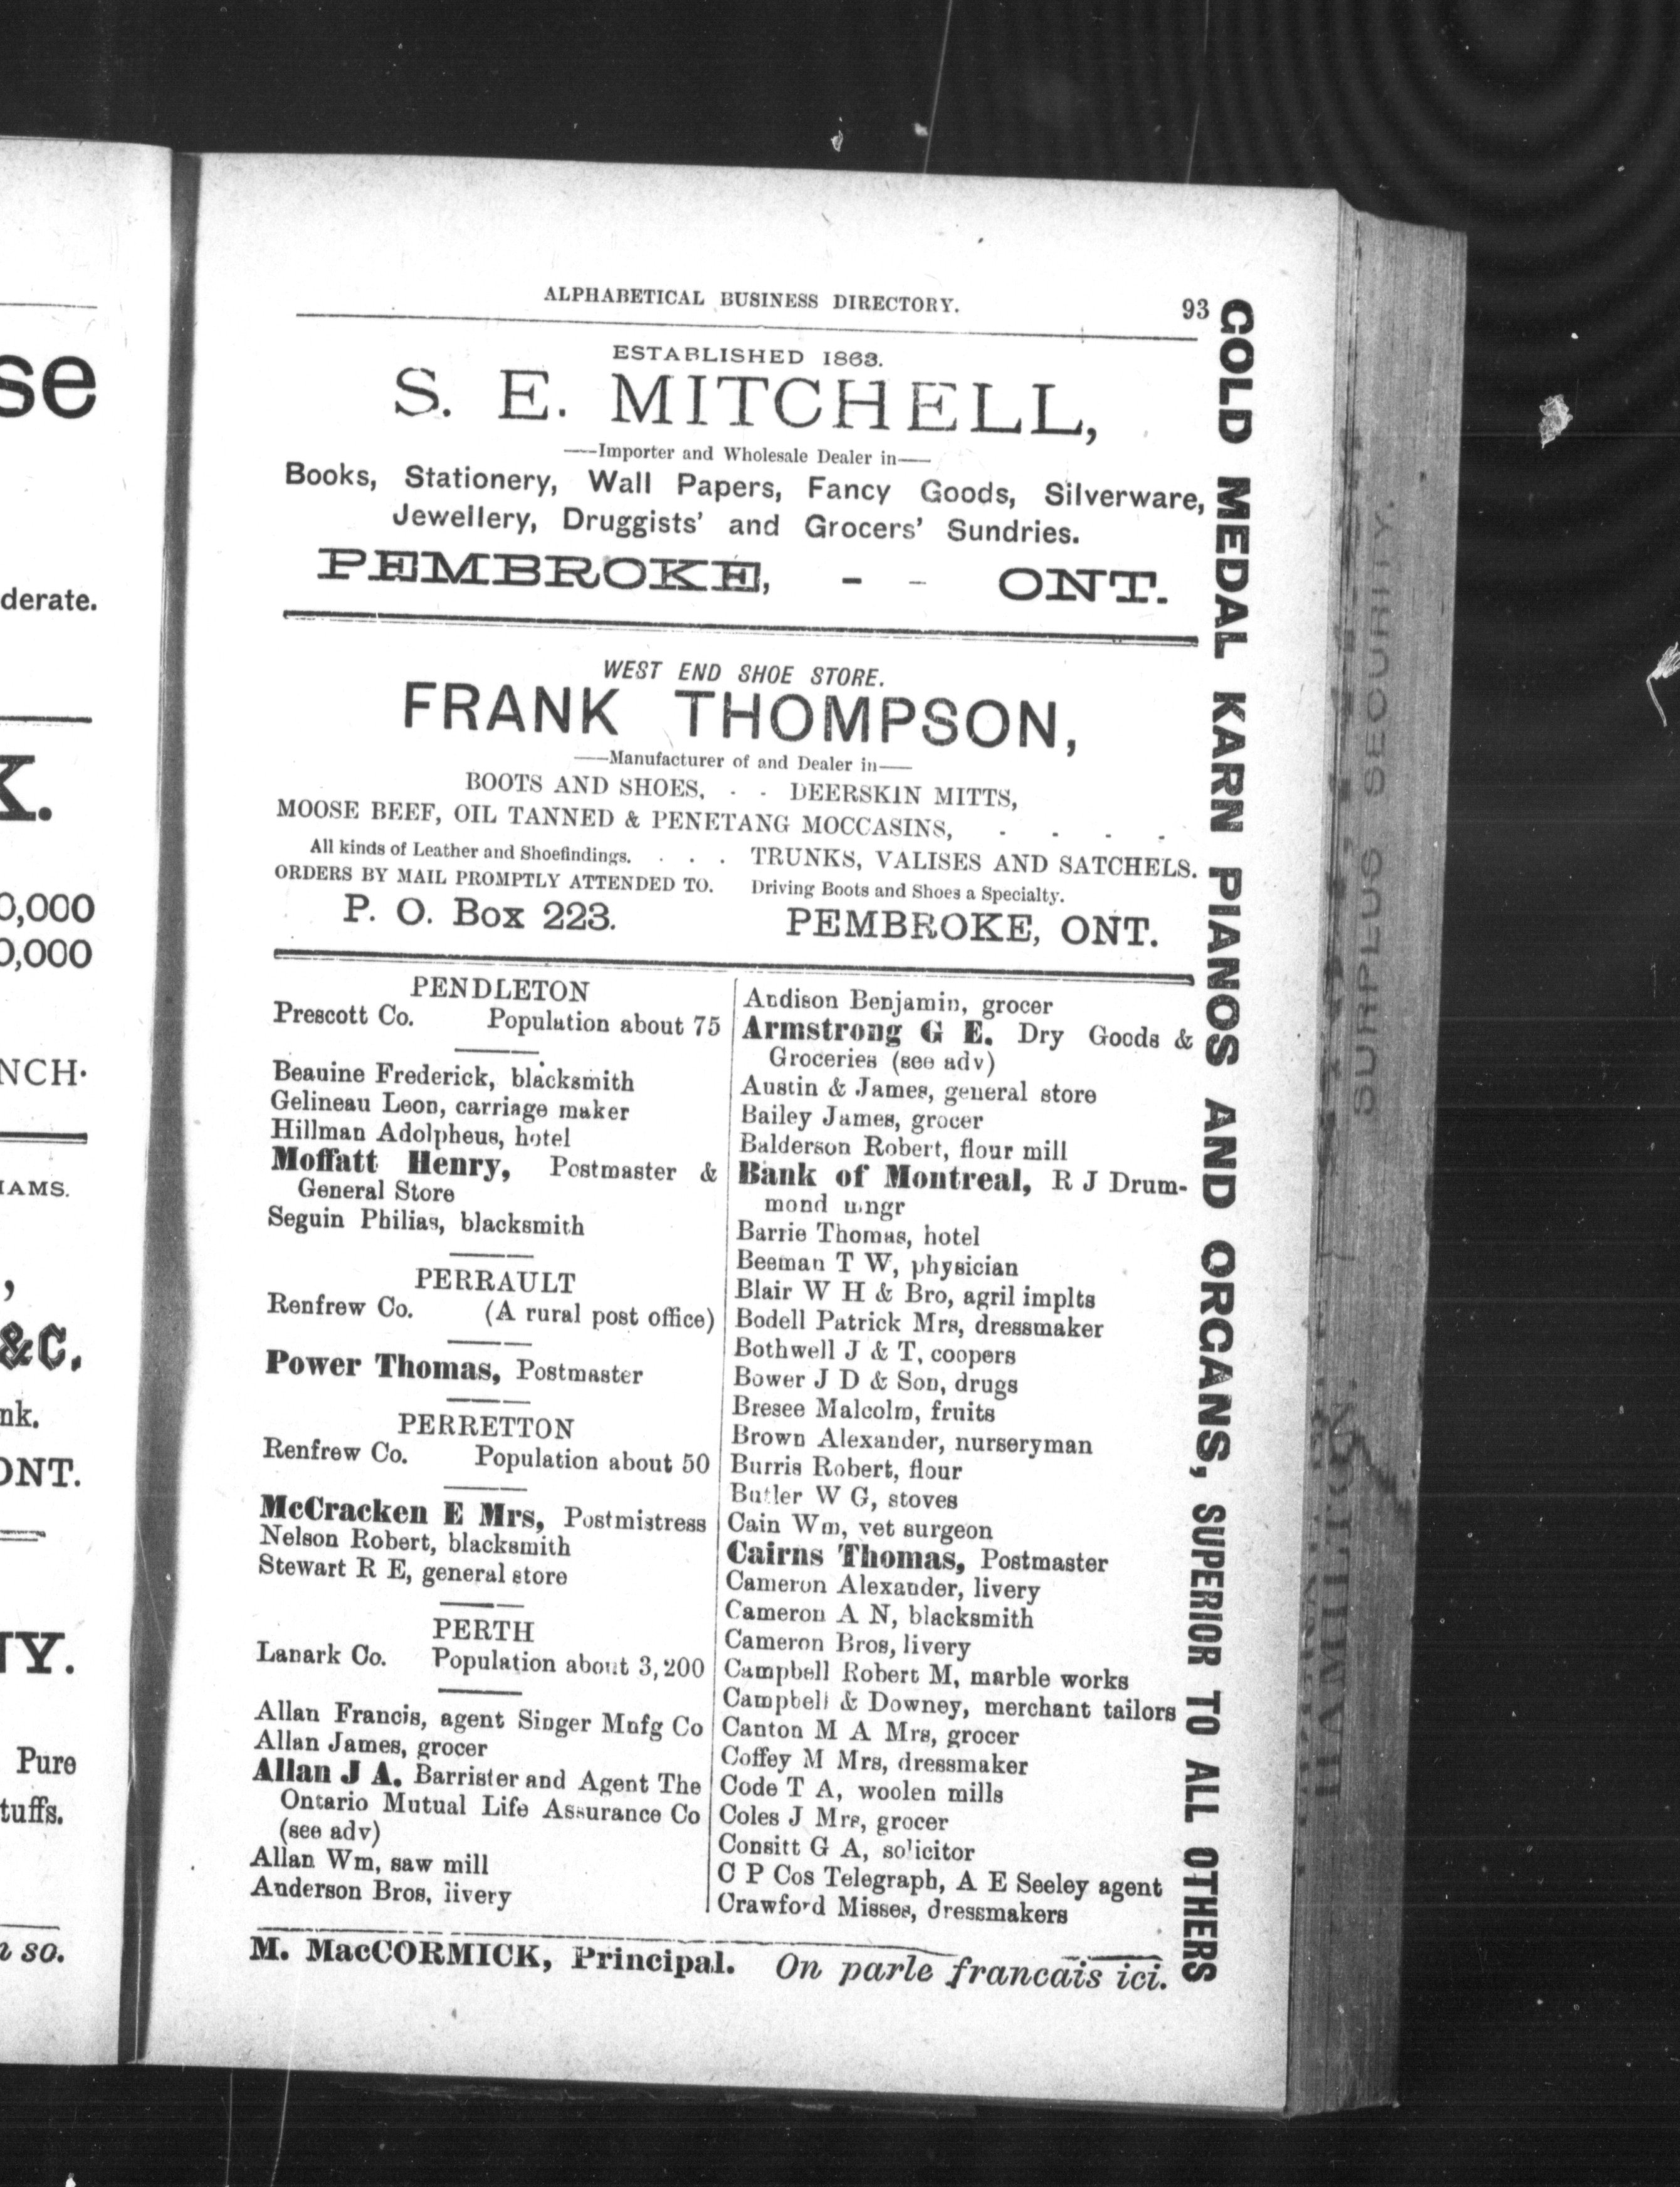 ALPHABETICAL BUSINESS DIRECTORY. 93
ESTABLISHED 1863.
S. E. MITCHELL,
——Importer and Wholesale Dealer in——
Books, Stationery, Wall Papers, Fancy Goods, Silverware,
Jewellery, Druggists' and Grocers' Sundries.
PEMBROKE, - - ONT.
WEST END SHOE STORE.
FRANK THOMPSON,
——Manufacturer of and Dealer in——
BOOTS AND SHOES, - - DEERSKIN MITTS,
MOOSE BEEF, OIL TANNED & PENETANG MOCCASINS, - - - -
All kinds of Leather and Shoefindings. . . . TRUNKS, VALISES AND SATCHELS.
ORDERS BY MAIL PROMPTLY ATTENDED TO. Driving Boots and Shoes a Specialty.
P. O. Box 223. PEMBROKE, ONT.
PENDLETON
Prescott Co. Population about 75
Beauine Frederick, blacksmith
Gelineau Leon, carriage maker
Hillman Adolpheus, hotel
Moffatt Henry, Postmaster &
General Store
Seguin Philias, blacksmith
PERRAULT
Renfrew Co. (A rural post office)
Power Thomas, Postmaster
PERRETTON
Renfrew Co. Population about 50
McCracken E Mrs, Postmistress
Nelson Robert, blacksmith
Stewart R E, general store
PERTH
Lanark Co. Population about 3,200
Allan Francis, agent Singer Mnfg Co
Allan James, grocer
Allan J A. Barrister and Agent The
Ontario Mutual Life Assurance Co
(see adv)
Allan Wm, saw mill
Anderson Bros, livery
Andison Benjamin, grocer
Armstrong G E. Dry Goods &
Groceries (see adv)
Austin & James, general store
Bailey James, grocer
Balderson Robert, flour mill
Bank of Montreal, R J Drum-
mond mngr
Barrie Thomas, hotel
Beeman T W, physician
Blair W H & Bro, agril implts
Bodell Patrick Mrs, dressmaker
Bothwell J & T, coopers
Bower J D & Son, drugs
Bresee Malcolm, fruits
Brown Alexander, nurseryman
Burris Robert, flour
Butler W G, stoves
Cain Wm, vet surgeon
Cairns Thomas, Postmaster
Cameron Alexander, livery
Cameron A N, blacksmith
Cameron Bros, livery
Campbell Robert M, marble works
Campbell & Downey, merchant tailors
Canton M A Mrs, grocer
Coffey M Mrs, dressmaker
Code T A, woolen mills
Coles J Mrs, grocer
Consitt G A, solicitor
C P Cos Telegraph, A E Seeley agent
Crawford Misses, dressmakers
M. MacCORMICK, Principal. On parle francais ici.
GOLD MEDAL KARN PIANOS AND ORGANS, SUPERIOR TO ALL OTHERS
SURPLUS SECURITY.
se
derate.
K.
0,000
0,000
NCH-
IAMS.
,
&C.
nk.
ONT.
NY.
Pure
tuffs.
n so.